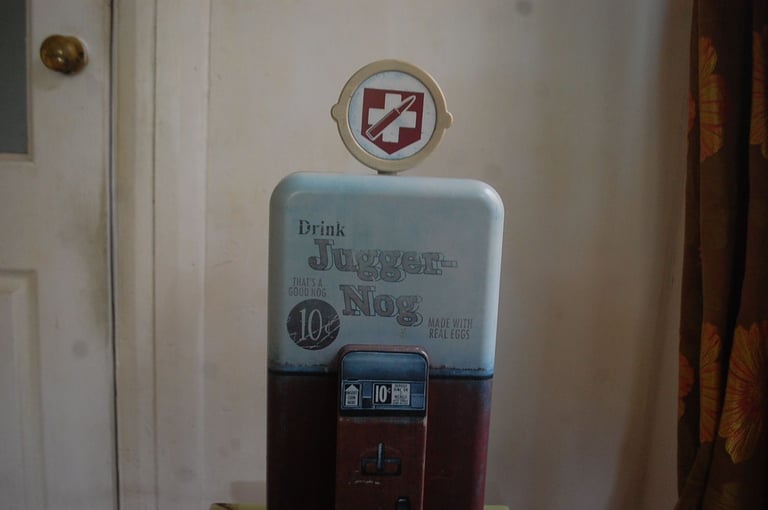 Drink
Jugger-
Nog
THAT'S A
GOOD NOG
10¢
MADE WITH
REAL EGGS
10¢